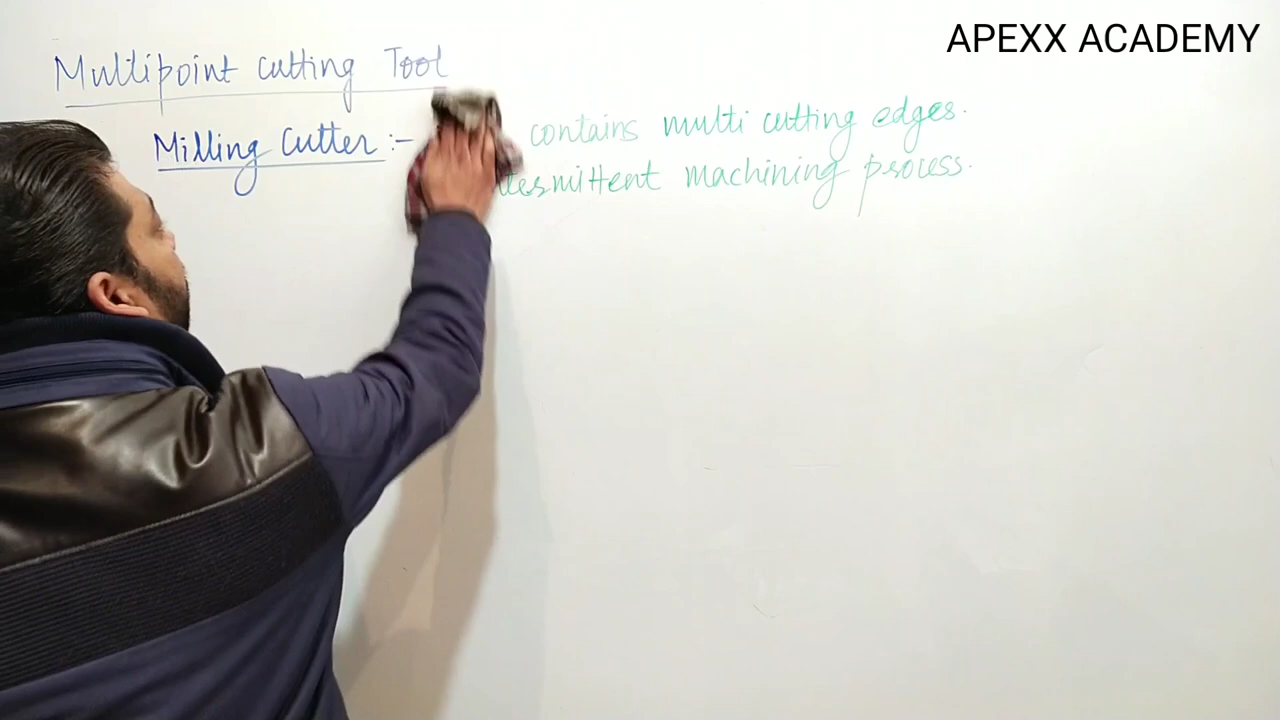 APEXX ACADEMY
Multipoint cutting Tool
Milling Cutter :- contains multi cutting edges.
machining process.